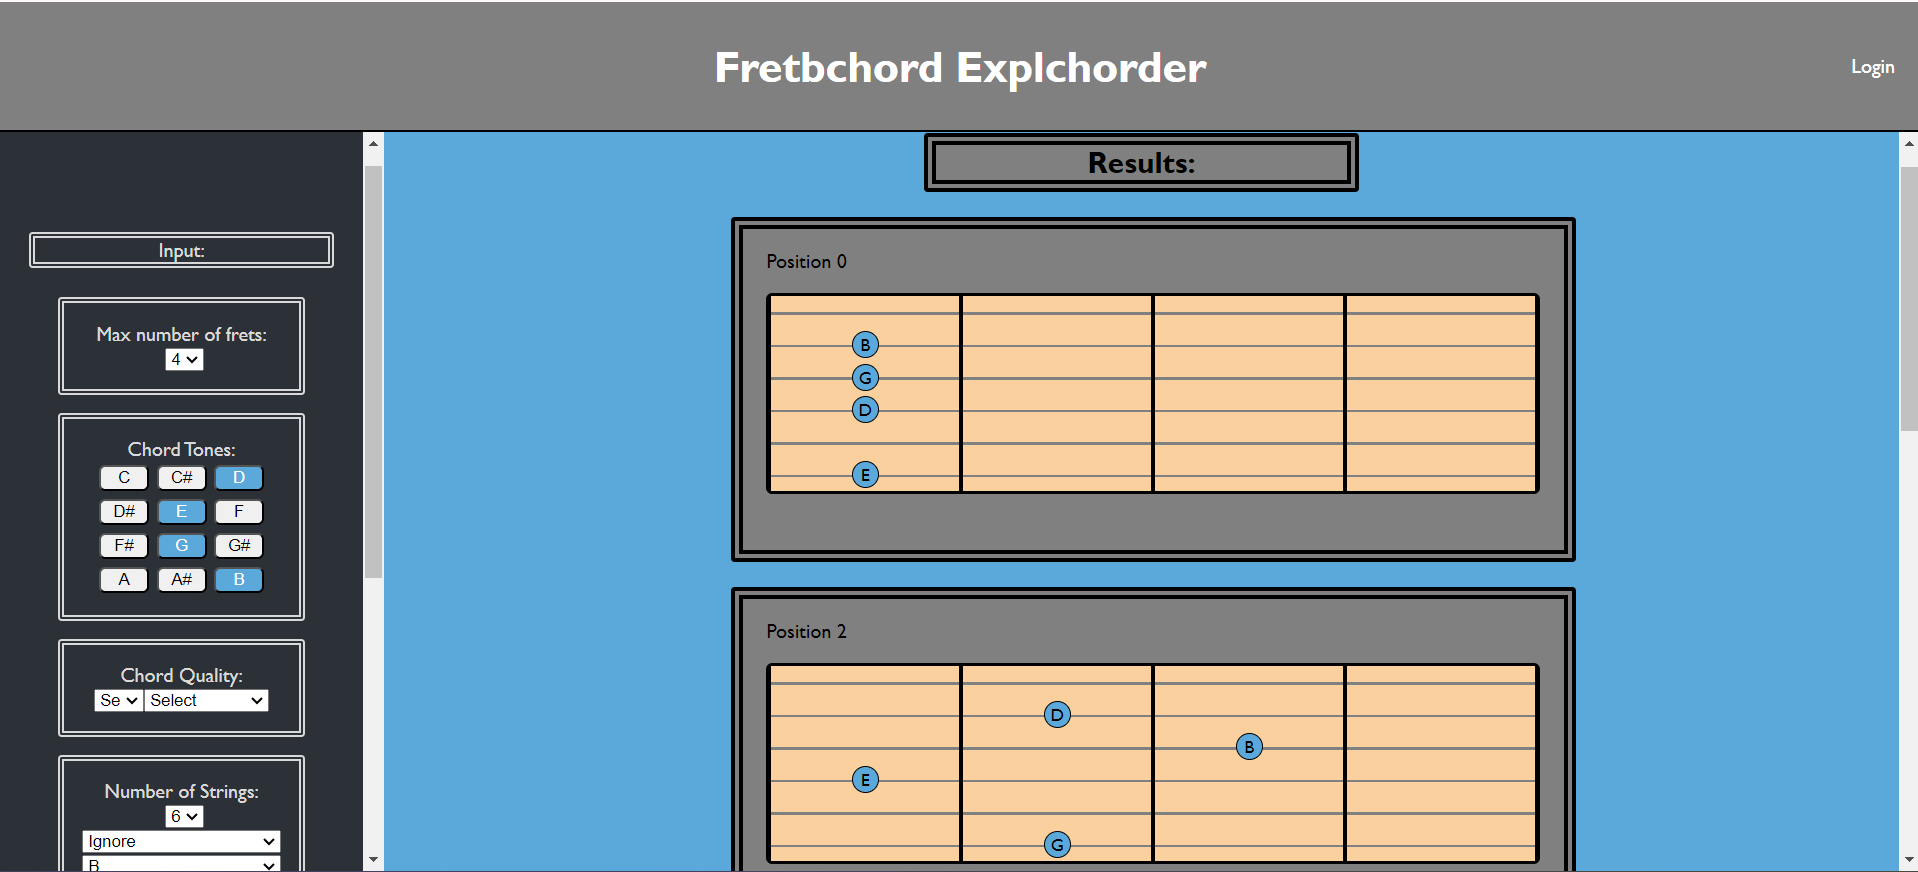 Fretbchord Explchorder
Login
Input:
Max number of frets:
4
Chord Tones:
C C# D
D# E F
F# G G#
A A# B
Chord Quality:
Se Select
Number of Strings:
6
Ignore
B
Results:
Position 0
B
G
D
E
Position 2
D
B
E
G